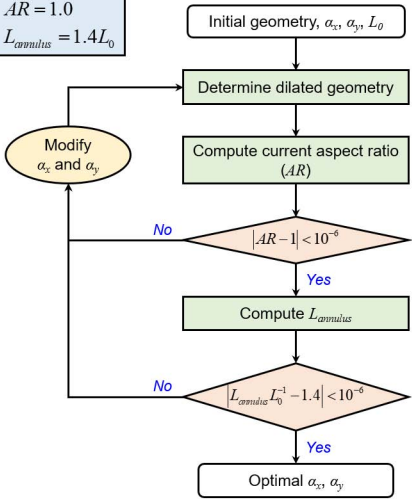 AR = 1.0
L_annulus = 1.4L_0
Initial geometry, α_x, α_y, L_0
Determine dilated geometry
Compute current aspect ratio
(AR)
Modify
α_x and α_y
|AR − 1| < 10^−6
No
Yes
Compute L_annulus
|L_annulus L_0^−1 − 1.4| < 10^−6
No
Yes
Optimal α_x, α_y